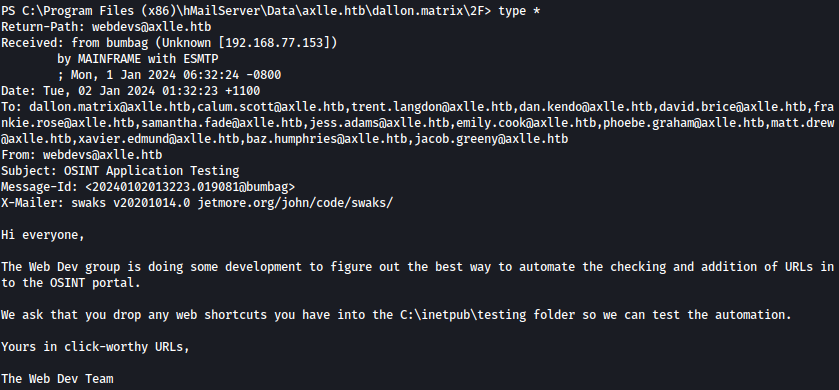 PS C:\Program Files (x86)\hMailServer\Data\axlle.htb\dallon.matrix\2F> type *
Return-Path: webdevs@axlle.htb
Received: from bumbag (Unknown [192.168.77.153])
        by MAINFRAME with ESMTP
        ; Mon, 1 Jan 2024 06:32:24 -0800
Date: Tue, 02 Jan 2024 01:32:23 +1100
To: dallon.matrix@axlle.htb,calum.scott@axlle.htb,trent.langdon@axlle.htb,dan.kendo@axlle.htb,david.brice@axlle.htb,fra
nkie.rose@axlle.htb,samantha.fade@axlle.htb,jess.adams@axlle.htb,emily.cook@axlle.htb,phoebe.graham@axlle.htb,matt.drew
@axlle.htb,xavier.edmund@axlle.htb,baz.humphries@axlle.htb,jacob.greeny@axlle.htb
From: webdevs@axlle.htb
Subject: OSINT Application Testing
Message-Id: <20240102013223.019081@bumbag>
X-Mailer: swaks v20201014.0 jetmore.org/john/code/swaks/

Hi everyone,

The Web Dev group is doing some development to figure out the best way to automate the checking and addition of URLs in
to the OSINT portal.

We ask that you drop any web shortcuts you have into the C:\inetpub\testing folder so we can test the automation.

Yours in click-worthy URLs,

The Web Dev Team